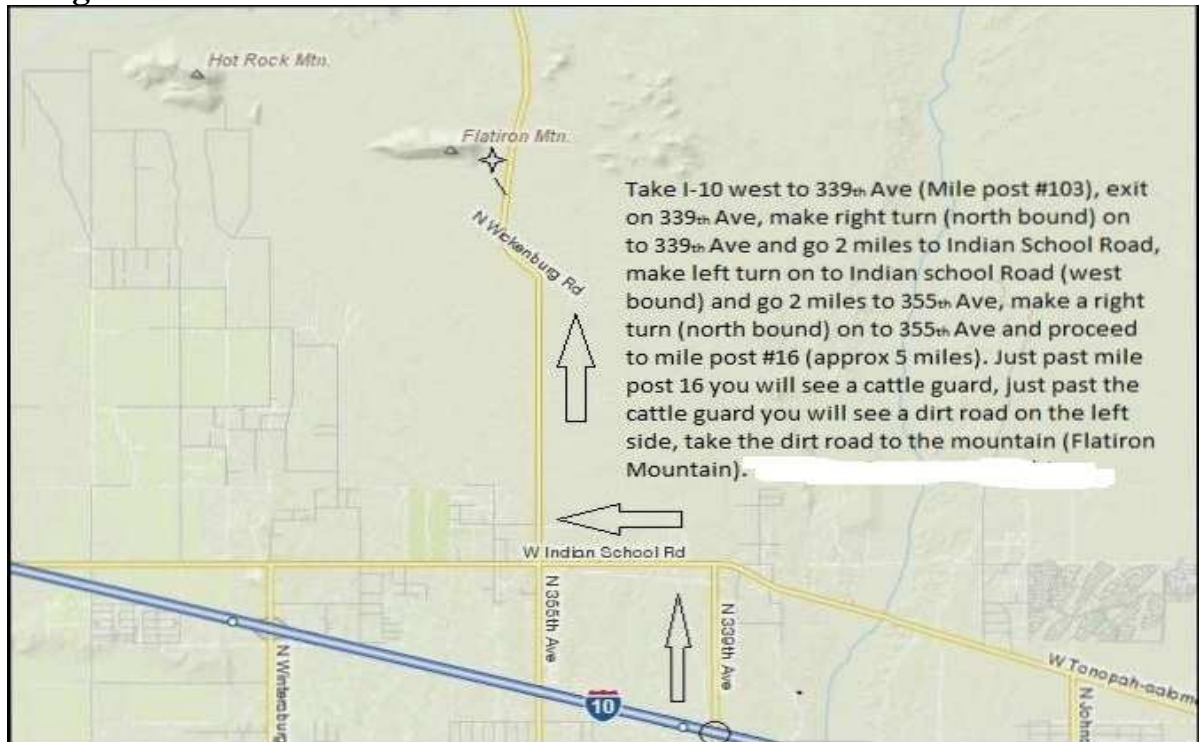 Hot Rock Mtn.
Flatiron Mtn.
Take I-10 west to 339th Ave (Mile post #103), exit
on 339th Ave, make right turn (north bound) on
to 339th Ave and go 2 miles to Indian School Road,
make left turn on to Indian school Road (west
bound) and go 2 miles to 355th Ave, make a right
turn (north bound) on to 355th Ave and proceed
to mile post #16 (approx 5 miles). Just past mile
post 16 you will see a cattle guard, just past the
cattle guard you will see a dirt road on the left
side, take the dirt road to the mountain (Flatiron
Mountain).
N Wickenburg Rd
W Indian School Rd
N 355th Ave
N 339th Ave
W Tonopah-
N Wintersburg
10
N Johns